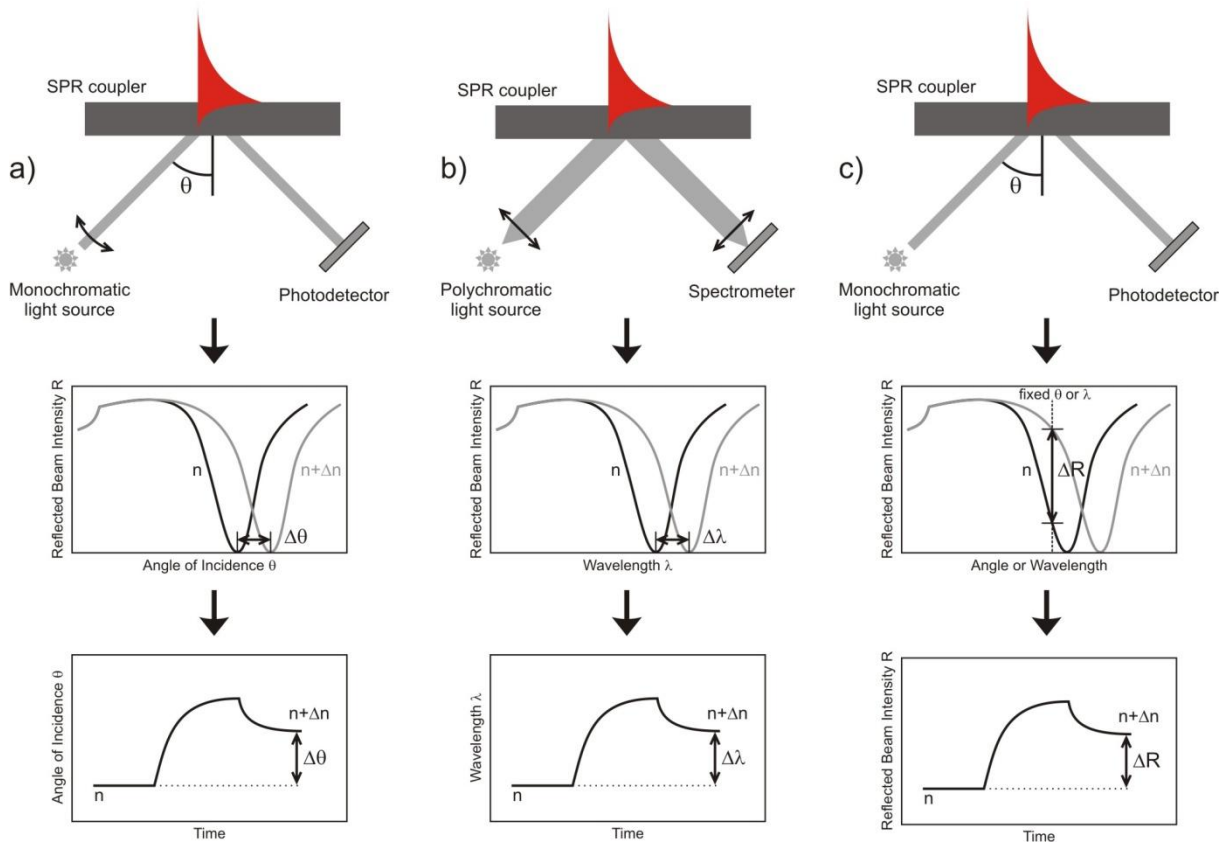 SPR coupler
a)
θ
Monochromatic
light source
Photodetector
Reflected Beam Intensity R
n
n+Δn
Δθ
Angle of Incidence θ
Angle of Incidence θ
n
n+Δn
Δθ
Time
SPR coupler
b)
Polychromatic
light source
Spectrometer
Reflected Beam Intensity R
n
n+Δn
Δλ
Wavelength λ
Wavelength λ
n
n+Δn
Δλ
Time
SPR coupler
c)
θ
Monochromatic
light source
Photodetector
Reflected Beam Intensity R
fixed θ or λ
n
ΔR
n+Δn
Angle or Wavelength
Reflected Beam Intensity R
n
n+Δn
ΔR
Time